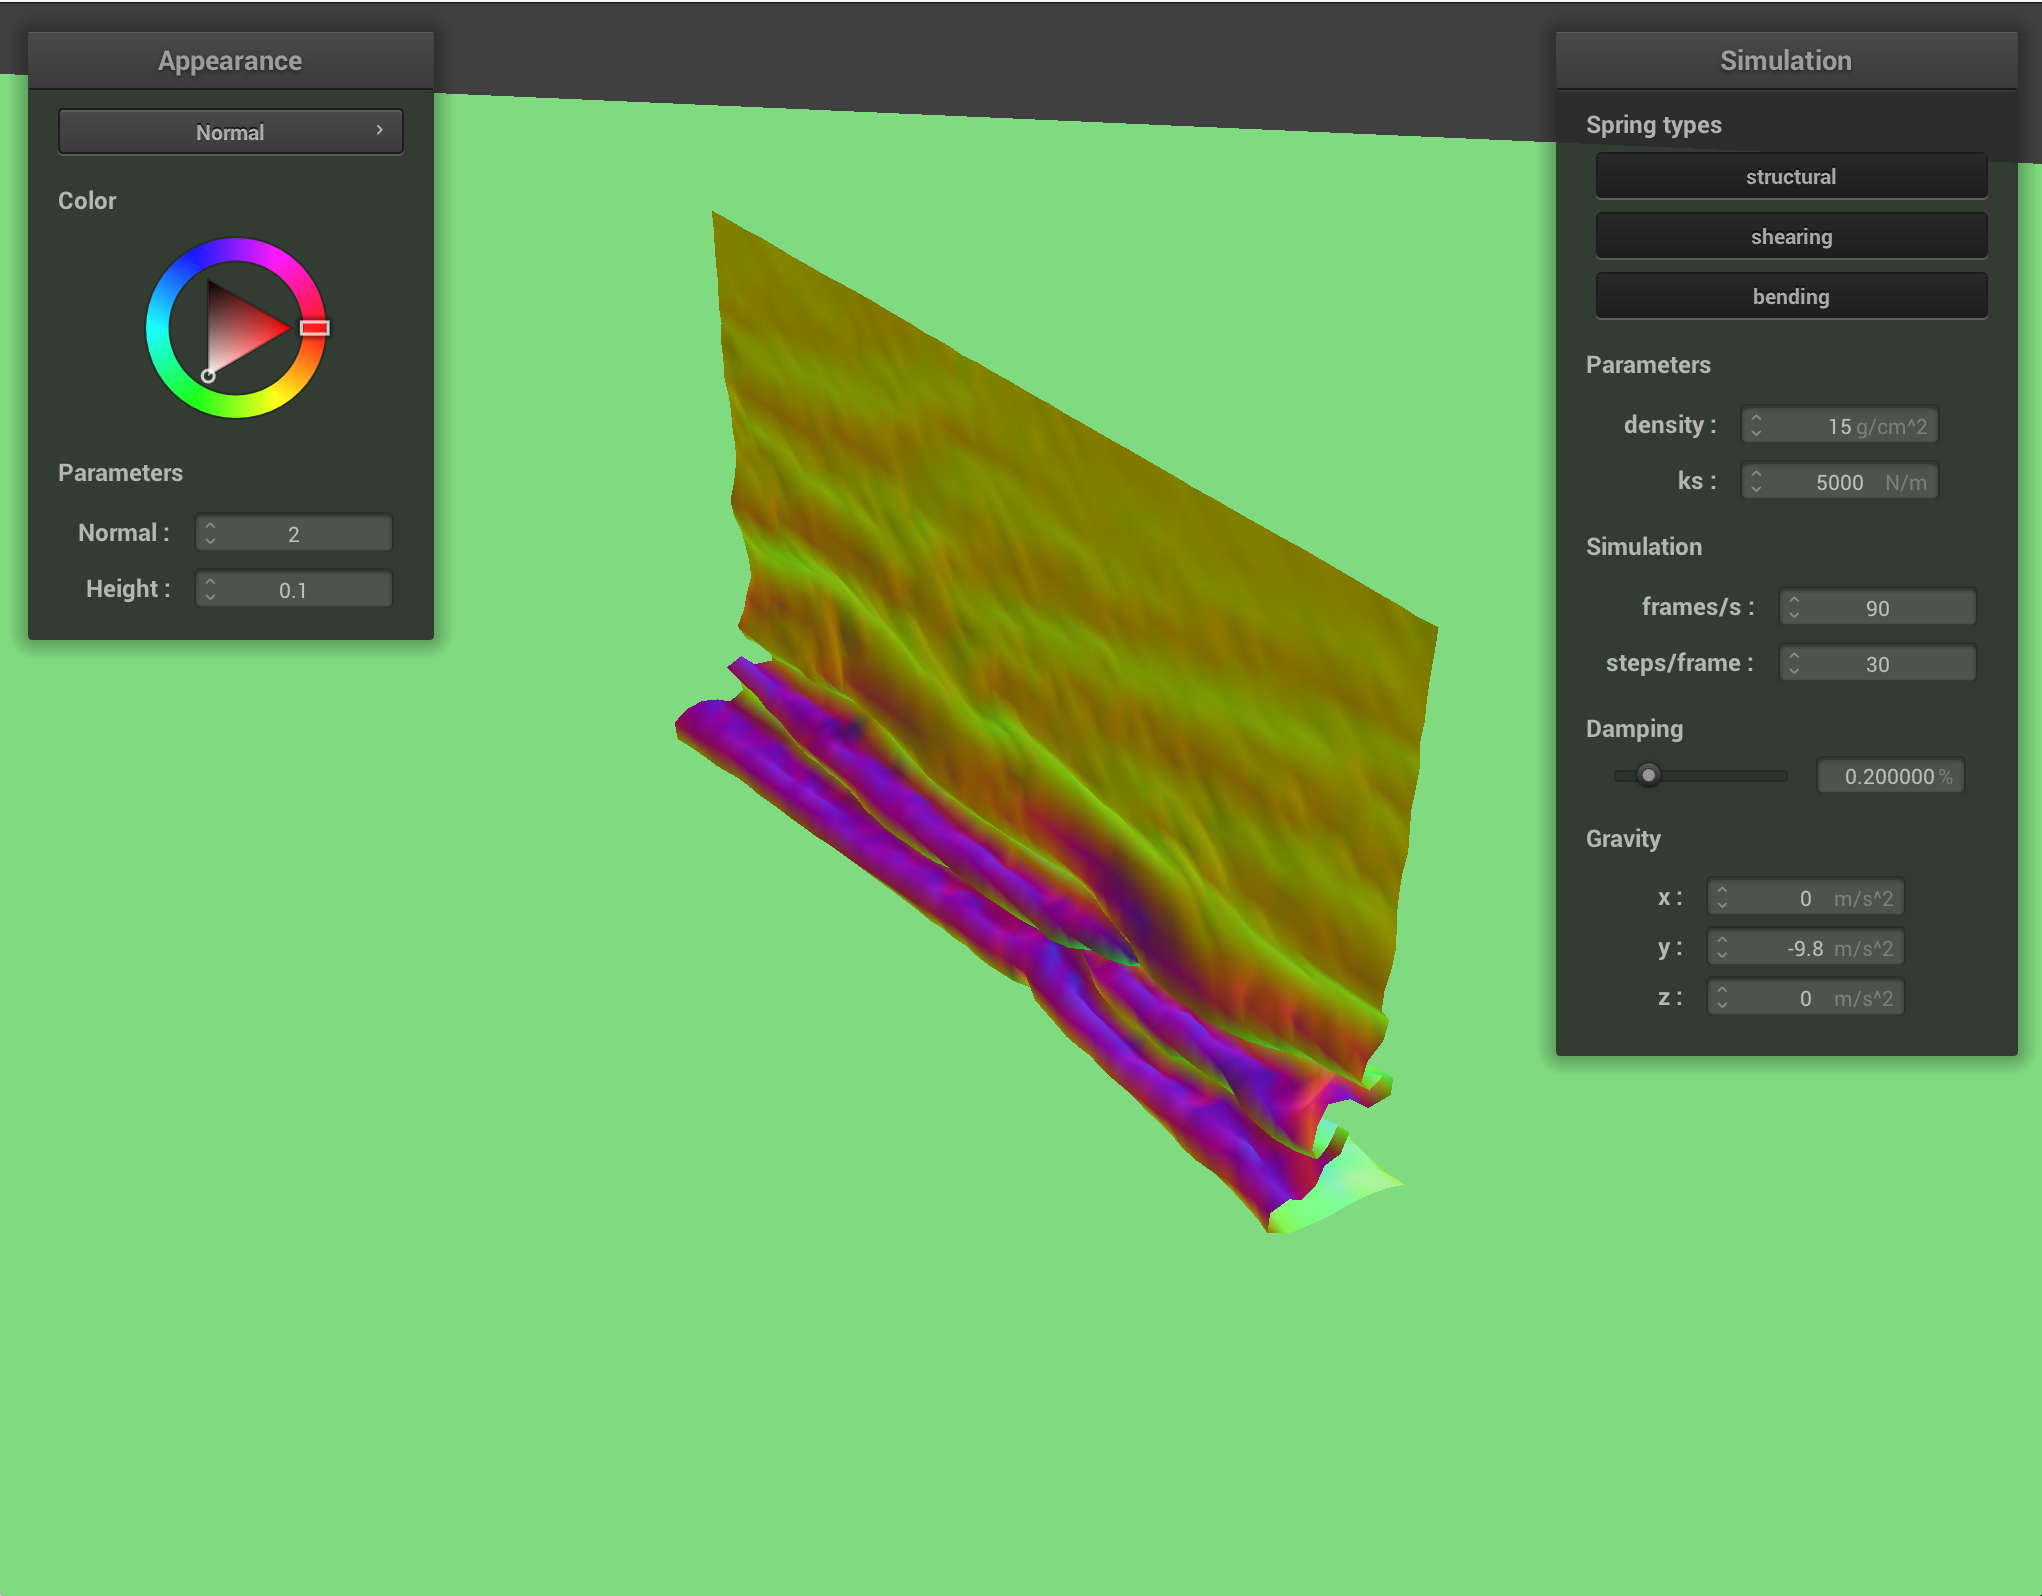 Appearance
Normal
Color
Parameters
Normal : 2
Height : 0.1
Simulation
Spring types
structural
shearing
bending
Parameters
density : 15 g/cm^2
ks : 5000 N/m
Simulation
frames/s : 90
steps/frame : 30
Damping
0.200000 %
Gravity
x : 0 m/s^2
y : -9.8 m/s^2
z : 0 m/s^2